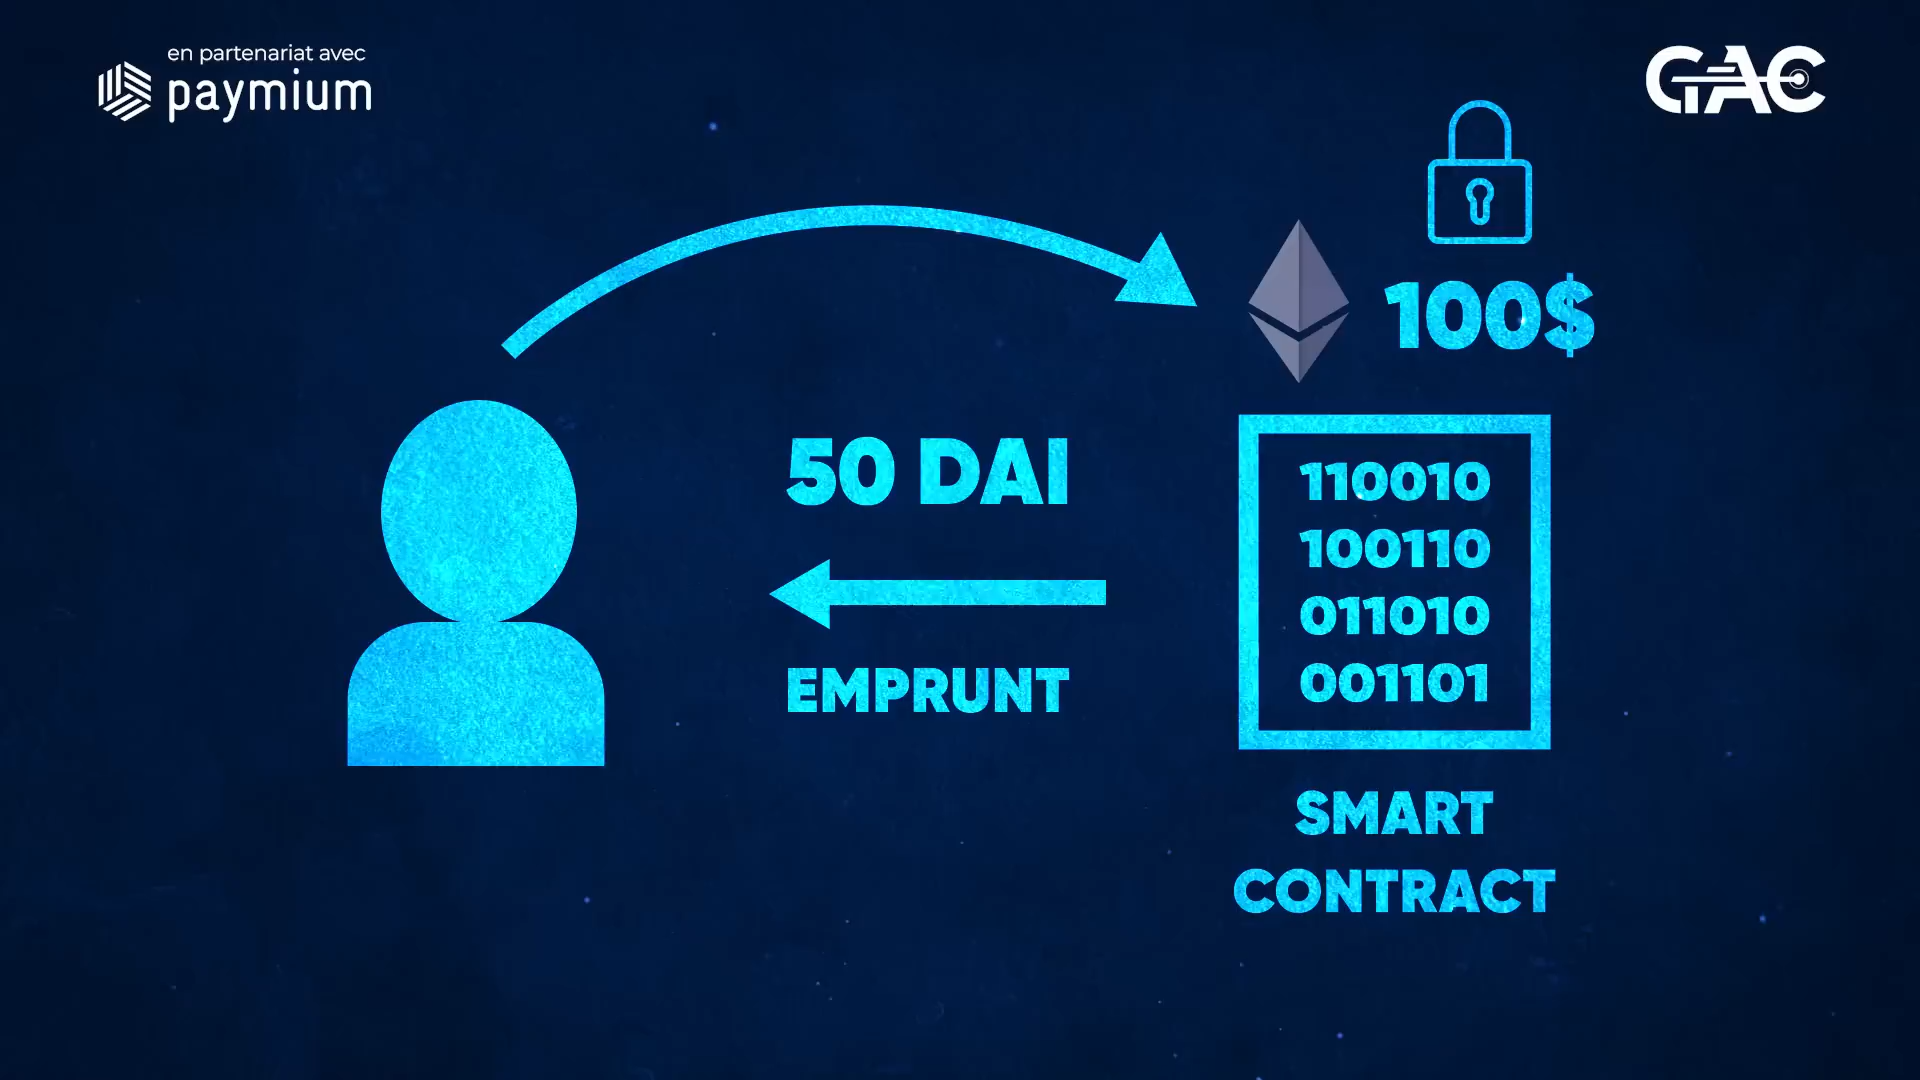 en partenariat avec
paymium
GAC
100$
50 DAI
EMPRUNT
110010
100110
011010
001101
SMART
CONTRACT